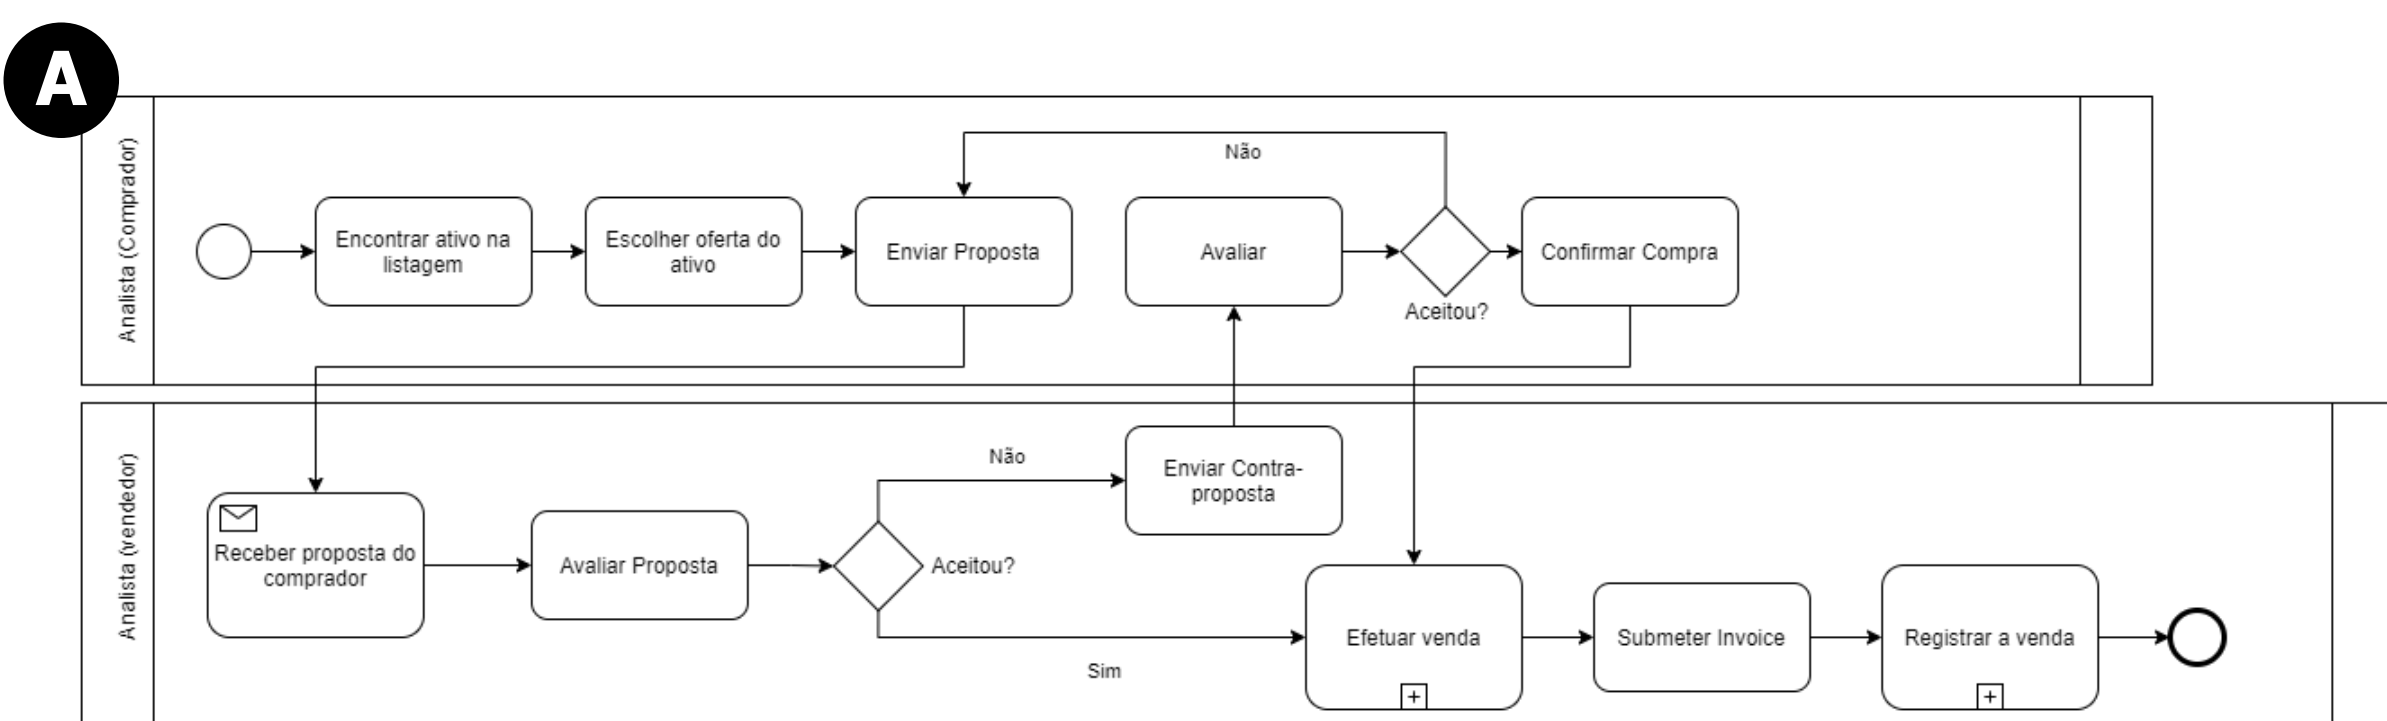 A
Analista (Comprador)
Não
Encontrar ativo na
listagem
Escolher oferta do
ativo
Enviar Proposta
Avaliar
Aceitou?
Confirmar Compra
Analista (vendedor)
Receber proposta do
comprador
Avaliar Proposta
Aceitou?
Não
Enviar Contra-
proposta
Sim
Efetuar venda
Submeter Invoice
Registrar a venda